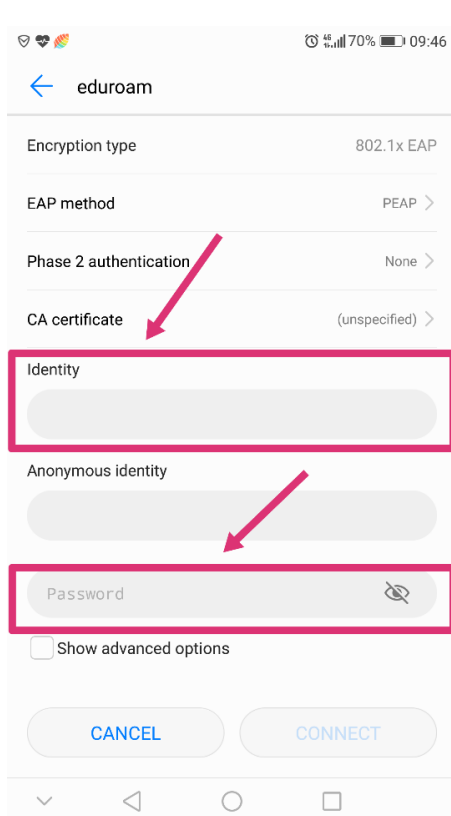 70% 09:46
eduroam
Encryption type 802.1x EAP
EAP method PEAP
Phase 2 authentication None
CA certificate (unspecified)
Identity
Anonymous identity
Password
Show advanced options
CANCEL CONNECT